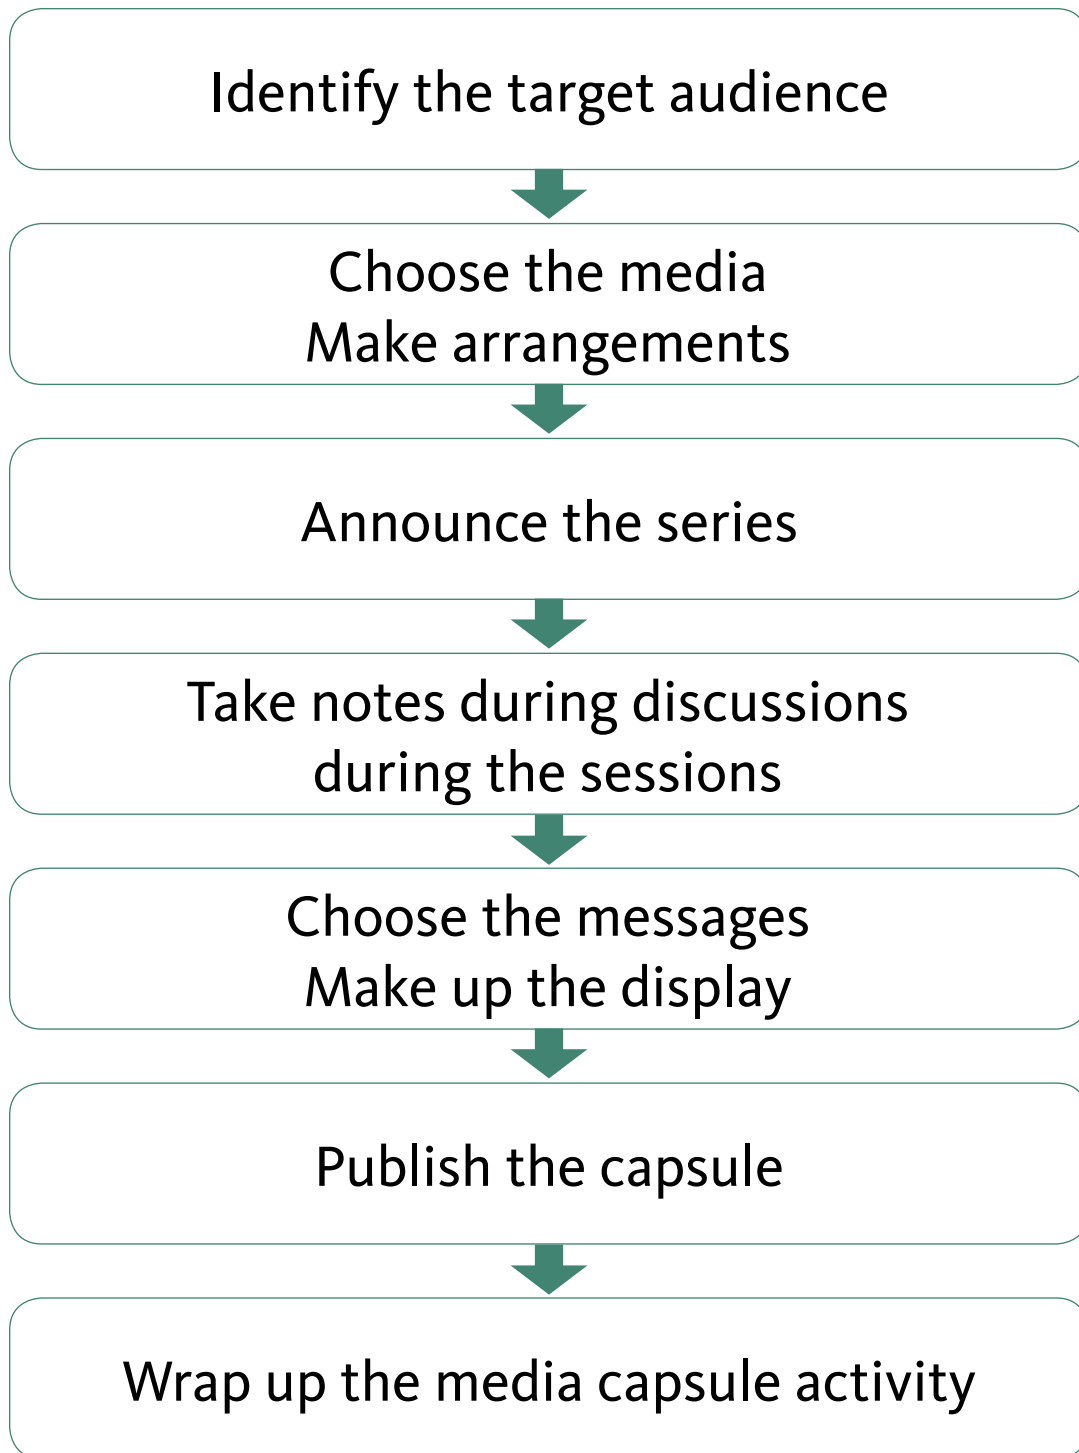 Identify the target audience
Choose the media
Make arrangements
Announce the series
Take notes during discussions
during the sessions
Choose the messages
Make up the display
Publish the capsule
Wrap up the media capsule activity